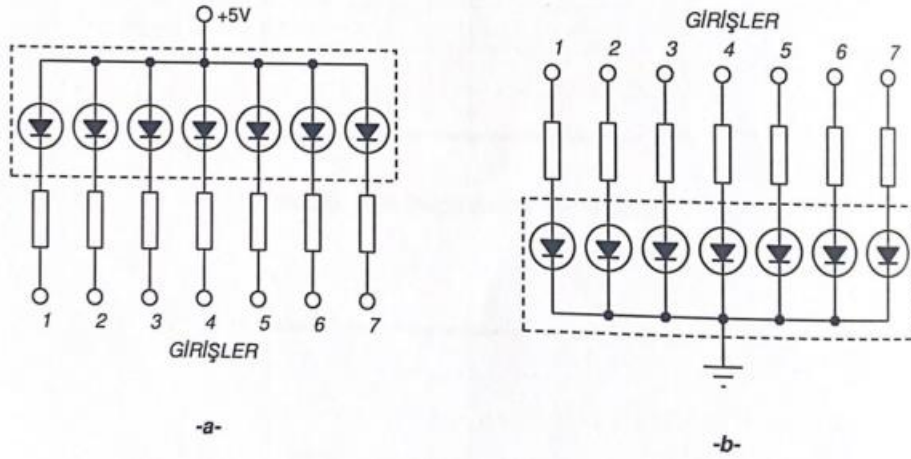 +5V
1 2 3 4 5 6 7
GİRİŞLER
-a-
GİRİŞLER
1 2 3 4 5 6 7
-b-